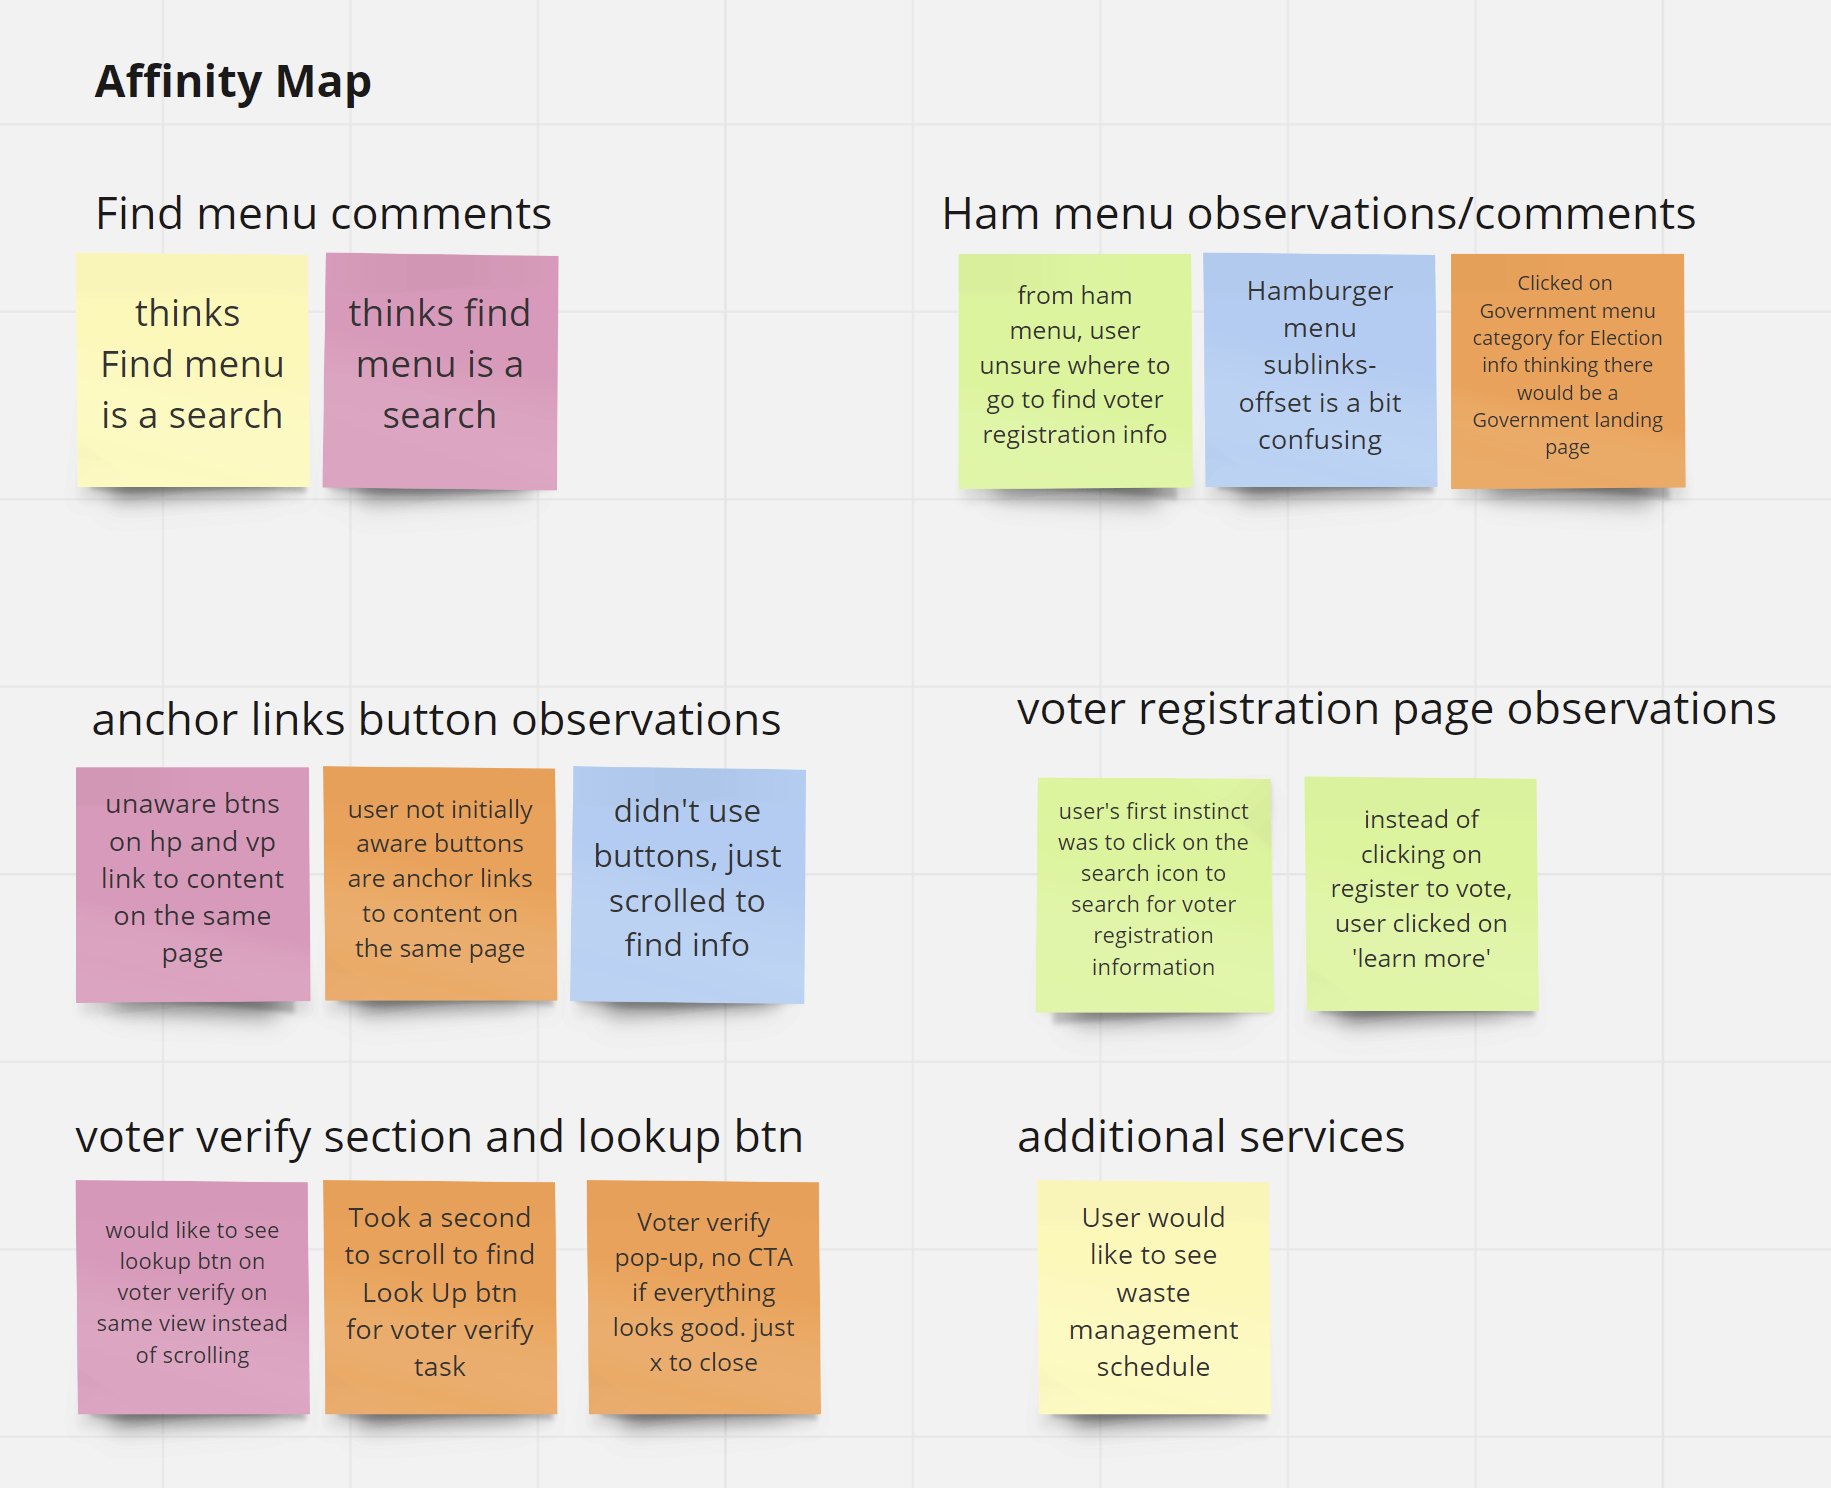 Affinity Map
Find menu comments
thinks
Find menu
is a search
thinks find
menu is a
search
Ham menu observations/comments
from ham
menu, user
unsure where to
go to find voter
registration info
Hamburger
menu
sublinks-
offset is a bit
confusing
Clicked on
Government menu
category for Election
info thinking there
would be a
Government landing
page
anchor links button observations
unaware btns
on hp and vp
link to content
on the same
page
user not initially
aware buttons
are anchor links
to content on
the same page
didn't use
buttons, just
scrolled to
find info
voter registration page observations
user's first instinct
was to click on the
search icon to
search for voter
registration
information
instead of
clicking on
register to vote,
user clicked on
'learn more'
voter verify section and lookup btn
would like to see
lookup btn on
voter verify on
same view instead
of scrolling
Took a second
to scroll to find
Look Up btn
for voter verify
task
Voter verify
pop-up, no CTA
if everything
looks good. just
x to close
additional services
User would
like to see
waste
management
schedule